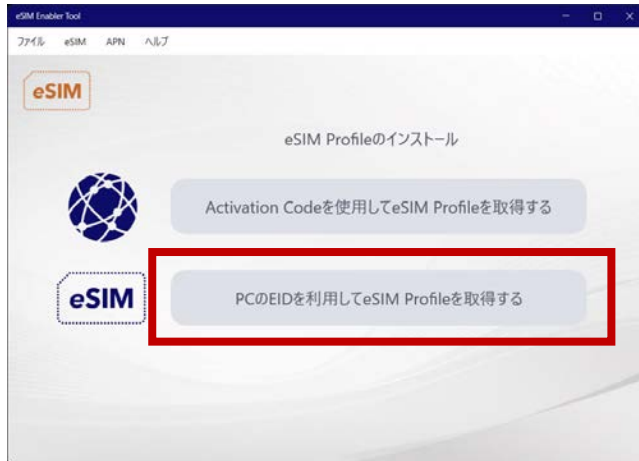 eSIM Enabler Tool
ファイル eSIM APN ヘルプ
eSIM
eSIM Profileのインストール
Activation Codeを使用してeSIM Profileを取得する
eSIM
PCのEIDを利用してeSIM Profileを取得する